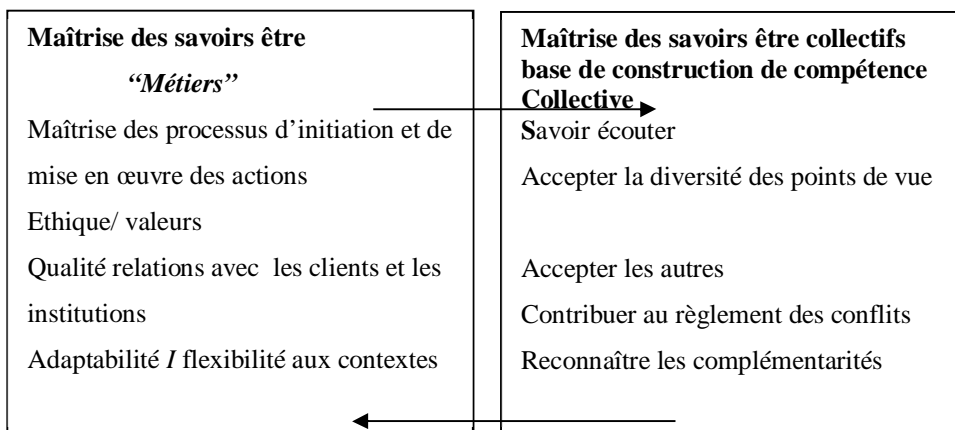 Maîtrise des savoirs être
“Métiers”
Maîtrise des processus d’initiation et de
mise en œuvre des actions
Ethique/ valeurs
Qualité relations avec les clients et les
institutions
Adaptabilité I flexibilité aux contextes
Maîtrise des savoirs être collectifs
base de construction de compétence
Collective
Savoir écouter
Accepter la diversité des points de vue
Accepter les autres
Contribuer au règlement des conflits
Reconnaître les complémentarités